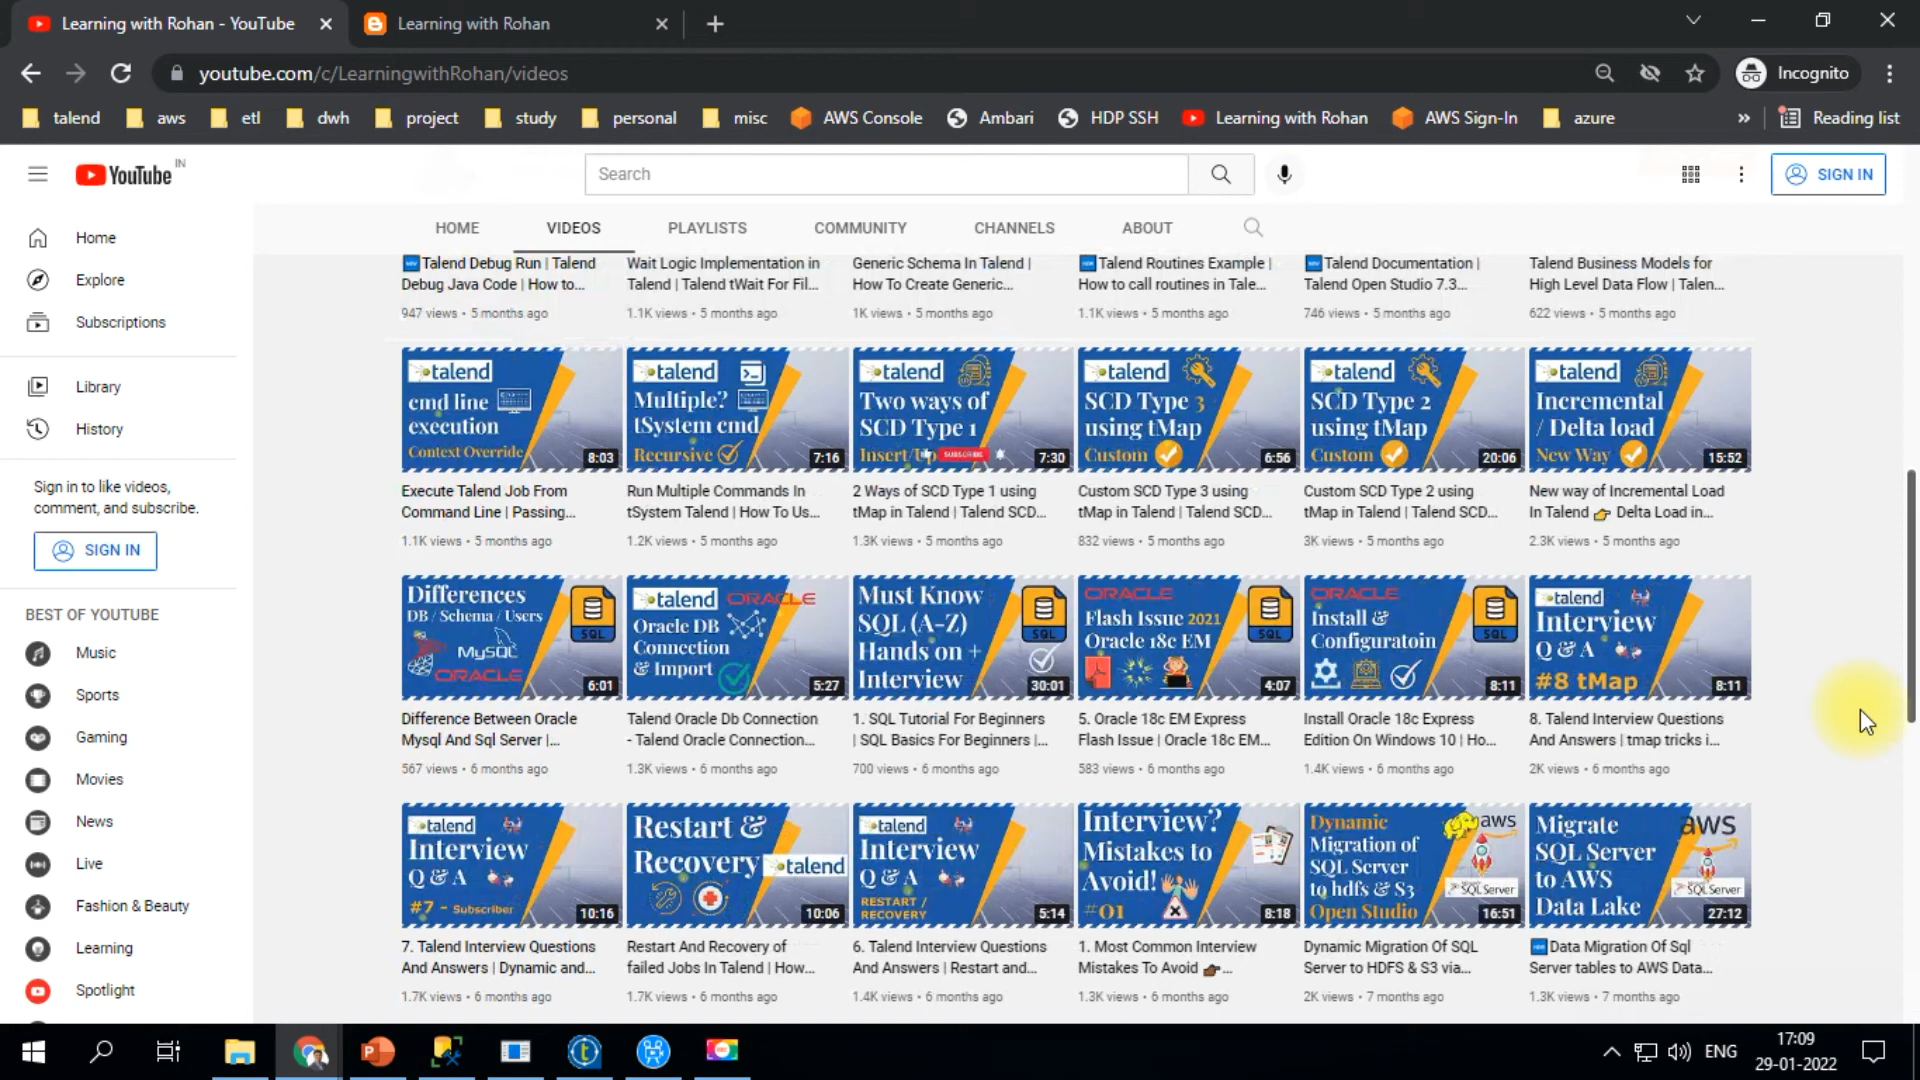 Learning with Rohan - YouTube
Learning with Rohan
youtube.com/c/LearningwithRohan/videos
Incognito
talend
aws
etl
dwh
project
study
personal
misc
AWS Console
Ambari
HDP SSH
Learning with Rohan
AWS Sign-In
azure
»
Reading list
YouTube IN
Search
SIGN IN
HOME
VIDEOS
PLAYLISTS
COMMUNITY
CHANNELS
ABOUT
Home
Explore
Subscriptions
Library
History
Sign in to like videos,
comment, and subscribe.
SIGN IN
BEST OF YOUTUBE
Music
Sports
Gaming
Movies
News
Live
Fashion & Beauty
Learning
Spotlight
Talend Debug Run | Talend
Debug Java Code | How to...
947 views • 5 months ago
Wait Logic Implementation in
Talend | Talend tWait For Fil...
1.1K views • 5 months ago
Generic Schema In Talend |
How To Create Generic...
1K views • 5 months ago
Talend Routines Example |
How to call routines in Tale...
1.1K views • 5 months ago
Talend Documentation |
Talend Open Studio 7.3...
746 views • 5 months ago
Talend Business Models for
High Level Data Flow | Talen...
622 views • 5 months ago
talend
cmd line
execution
Context Override
8:03
Execute Talend Job From
Command Line | Passing...
1.1K views • 5 months ago
talend
Multiple?
tSystem cmd
Recursive
7:16
Run Multiple Commands In
tSystem Talend | How To Us...
1.2K views • 5 months ago
talend
Two ways of
SCD Type 1
Insert/Up
SUBSCRIBE
7:30
2 Ways of SCD Type 1 using
tMap in Talend | Talend SCD...
1.3K views • 5 months ago
talend
SCD Type 3
using tMap
Custom
6:56
Custom SCD Type 3 using
tMap in Talend | Talend SCD...
832 views • 5 months ago
talend
SCD Type 2
using tMap
Custom
20:06
Custom SCD Type 2 using
tMap in Talend | Talend SCD...
3K views • 5 months ago
talend
Incremental
/ Delta load
New Way
15:52
New way of Incremental Load
In Talend 👉 Delta Load in...
2.3K views • 5 months ago
Differences
DB / Schema / Users
MySQL
ORACLE
SQL
6:01
Difference Between Oracle
Mysql And Sql Server |...
567 views • 6 months ago
talend
ORACLE
Oracle DB
Connection
& Import
5:27
Talend Oracle Db Connection
- Talend Oracle Connection...
1.3K views • 6 months ago
Must Know
SQL (A-Z)
Hands on +
Interview
SQL
30:01
1. SQL Tutorial For Beginners
| SQL Basics For Beginners |...
700 views • 6 months ago
ORACLE
Flash Issue 2021
Oracle 18c EM
SQL
4:07
5. Oracle 18c EM Express
Flash Issue | Oracle 18c EM...
583 views • 6 months ago
ORACLE
Install &
Configuratoin
SQL
8:11
Install Oracle 18c Express
Edition On Windows 10 | Ho...
1.4K views • 6 months ago
talend
Interview
Q & A
#8 tMap
8:11
8. Talend Interview Questions
And Answers | tmap tricks i...
2K views • 6 months ago
talend
Interview
Q & A
#7 - Subscriber
10:16
7. Talend Interview Questions
And Answers | Dynamic and...
1.7K views • 6 months ago
Restart &
Recovery
talend
10:06
Restart And Recovery of
failed Jobs In Talend | How...
1.7K views • 6 months ago
talend
Interview
Q & A
RESTART /
RECOVERY
5:14
6. Talend Interview Questions
And Answers | Restart and...
1.4K views • 6 months ago
Interview?
Mistakes to
Avoid!
#01
8:18
1. Most Common Interview
Mistakes To Avoid 👉...
1.3K views • 6 months ago
Dynamic
Migration of
SQL Server
to hdfs & S3
Open Studio
aws
SQLServer
16:51
Dynamic Migration Of SQL
Server to HDFS & S3 via...
2K views • 7 months ago
Migrate
SQL Server
to AWS
Data Lake
aws
SQLServer
27:12
Data Migration Of Sql
Server tables to AWS Data...
1.3K views • 7 months ago
ENG
17:09
29-01-2022